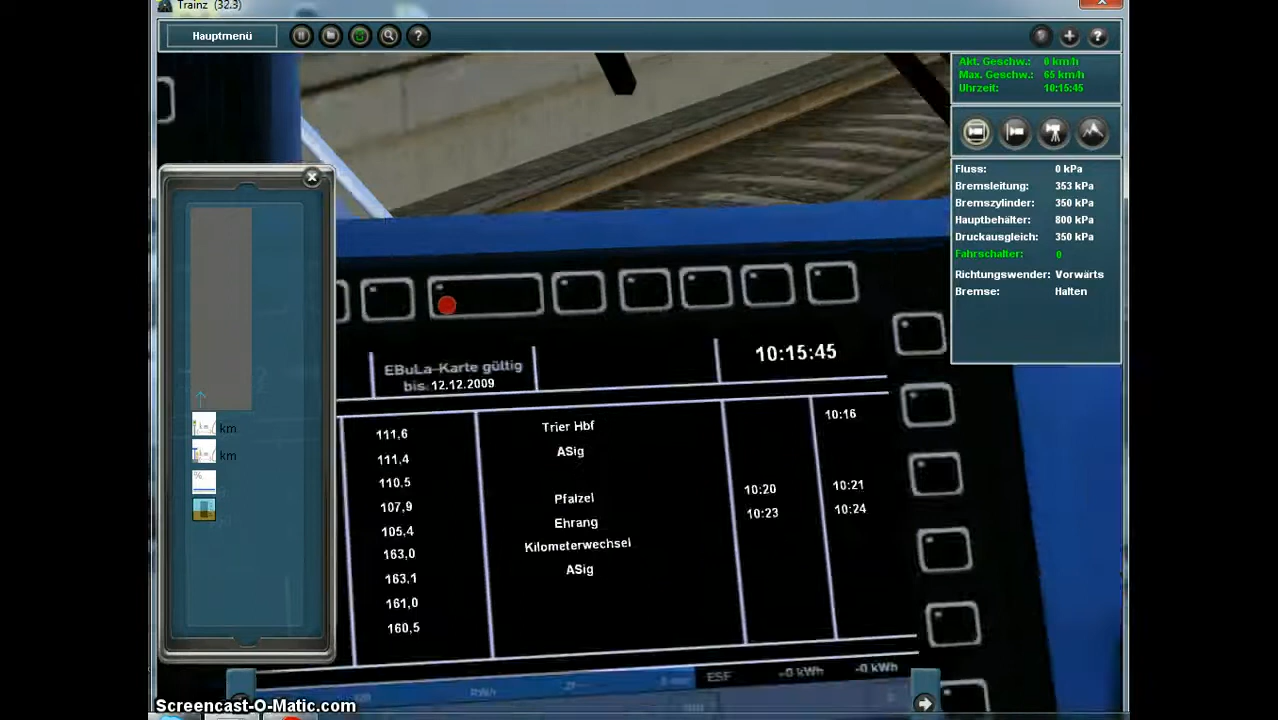 Trainz (32.3)
Hauptmenü
?
?
Akt. Geschw.: 0 km/h
Max. Geschw.: 65 km/h
Uhrzeit: 10:15:45
Fluss: 0 kPa
Bremsleitung: 353 kPa
Bremszylinder: 350 kPa
Hauptbehälter: 800 kPa
Druckausgleich: 350 kPa
Fahrschalter: 0
Richtungswender: Vorwärts
Bremse: Halten
km
km
%
EBuLa-Karte gültig
bis 12.12.2009
10:15:45
111,6 Trier Hbf 10:16
111,4 ASig
110,5
107,9 Pfalzel 10:20 10:21
105,4 Ehrang 10:23 10:24
163,0 Kilometerwechsel
163,1 ASig
161,0
160,5
ESF -0 kWh -0 kWh
Screencast-O-Matic.com